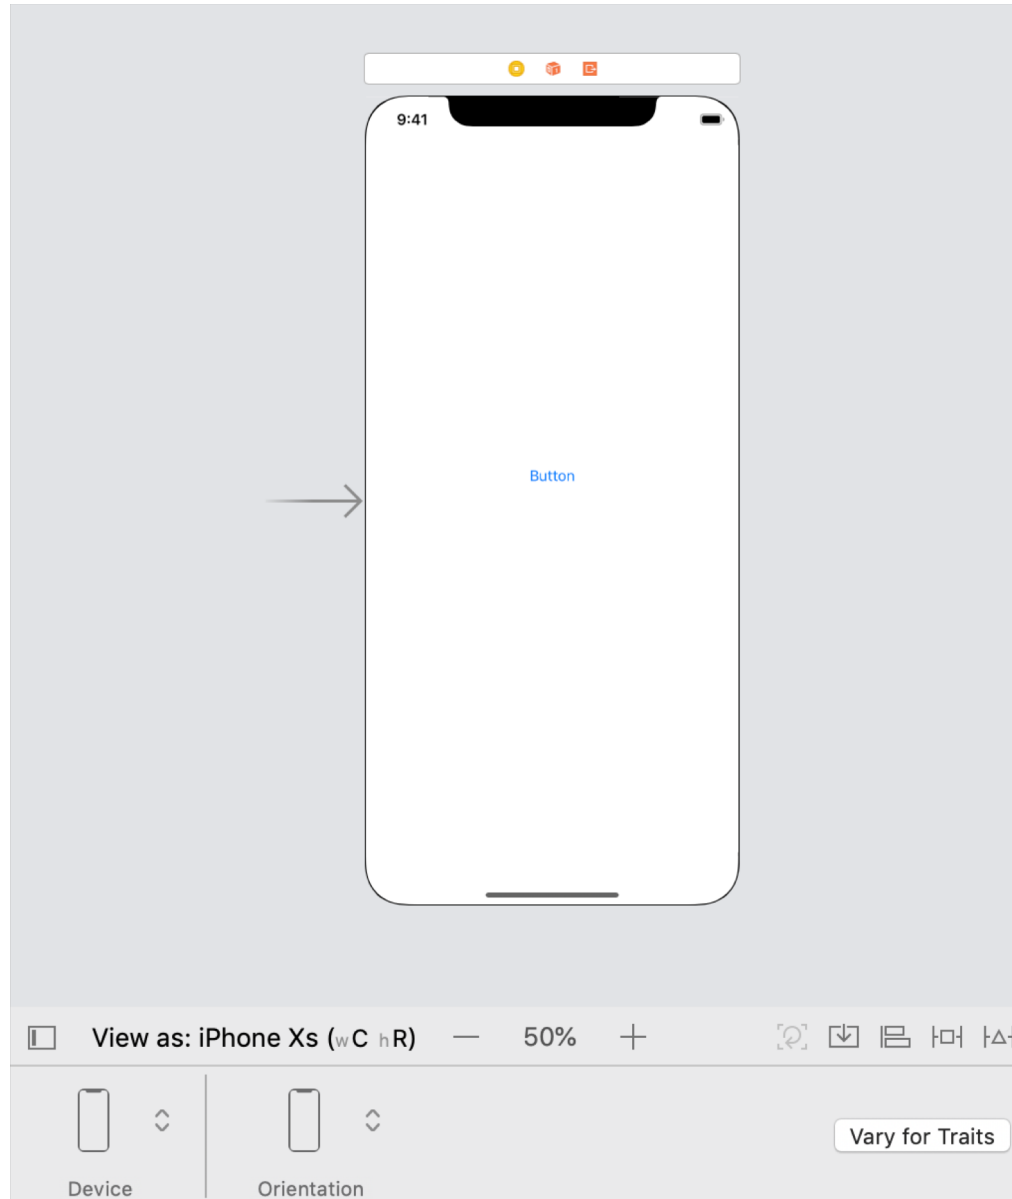 9:41
Button
View as: iPhone Xs (wC hR) — 50% +
Vary for Traits
Device Orientation